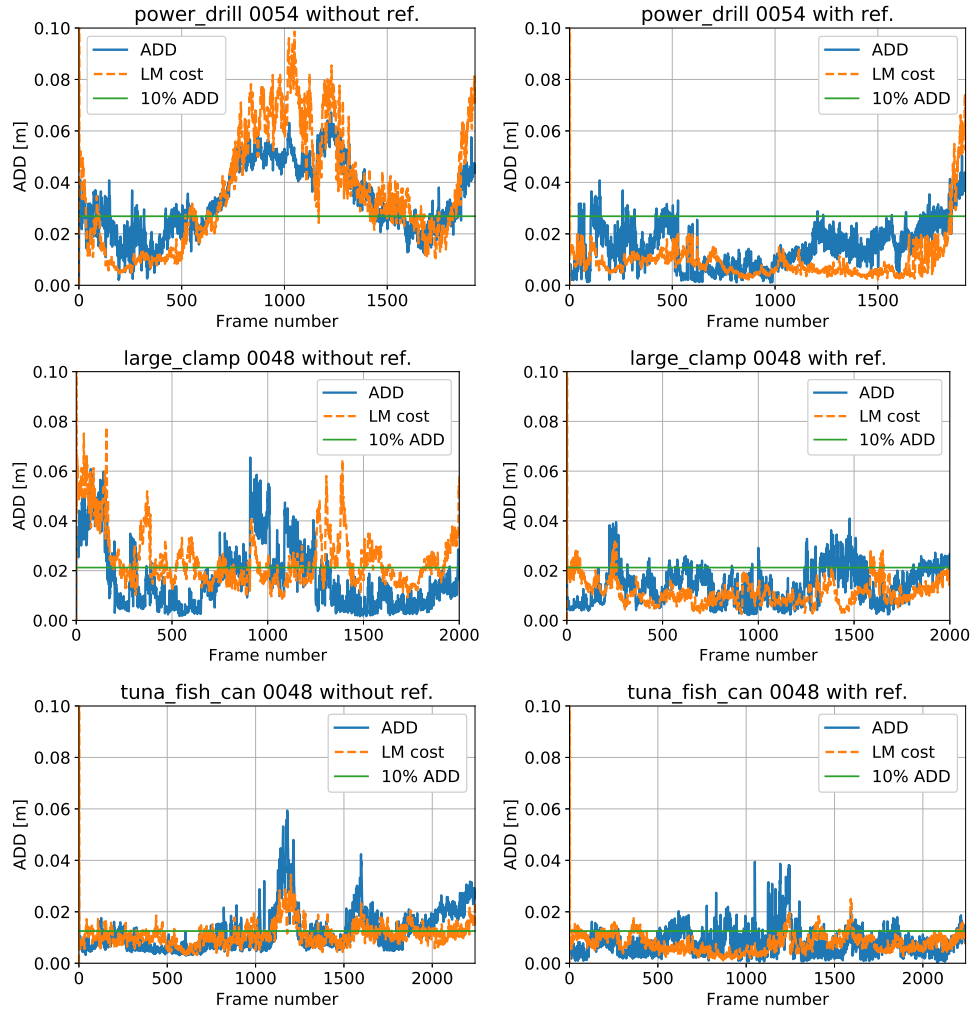 power_drill 0054 without ref.
ADD
LM cost
10% ADD
ADD [m]
0.10
0.08
0.06
0.04
0.02
0.00
0 500 1000 1500
Frame number
power_drill 0054 with ref.
ADD
LM cost
10% ADD
ADD [m]
0.10
0.08
0.06
0.04
0.02
0.00
0 500 1000 1500
Frame number
large_clamp 0048 without ref.
ADD
LM cost
10% ADD
ADD [m]
0.10
0.08
0.06
0.04
0.02
0.00
0 500 1000 1500 2000
Frame number
large_clamp 0048 with ref.
ADD
LM cost
10% ADD
ADD [m]
0.10
0.08
0.06
0.04
0.02
0.00
0 500 1000 1500 2000
Frame number
tuna_fish_can 0048 without ref.
ADD
LM cost
10% ADD
ADD [m]
0.10
0.08
0.06
0.04
0.02
0.00
0 500 1000 1500 2000
Frame number
tuna_fish_can 0048 with ref.
ADD
LM cost
10% ADD
ADD [m]
0.10
0.08
0.06
0.04
0.02
0.00
0 500 1000 1500 2000
Frame number